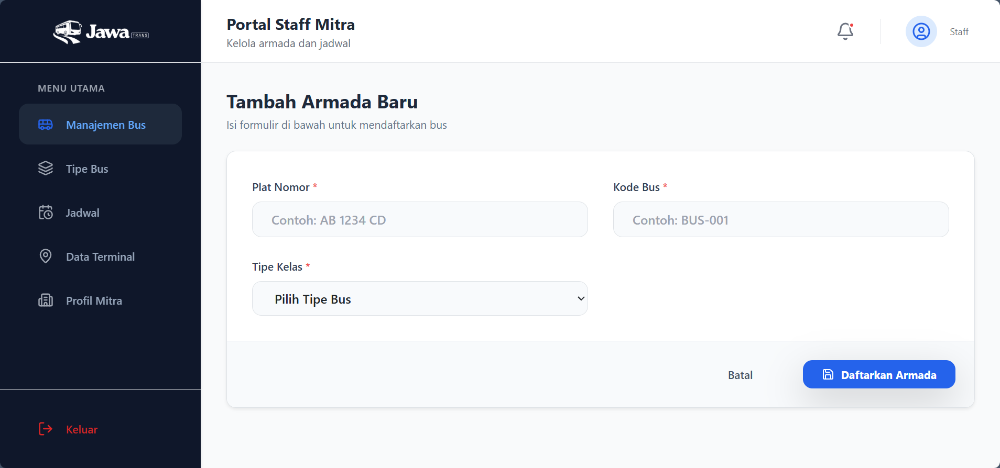 Jawa TRANS
MENU UTAMA
Manajemen Bus
Tipe Bus
Jadwal
Data Terminal
Profil Mitra
Keluar
Portal Staff Mitra
Kelola armada dan jadwal
Staff
Tambah Armada Baru
Isi formulir di bawah untuk mendaftarkan bus
Plat Nomor *
Contoh: AB 1234 CD
Kode Bus *
Contoh: BUS-001
Tipe Kelas *
Pilih Tipe Bus
Batal
Daftarkan Armada